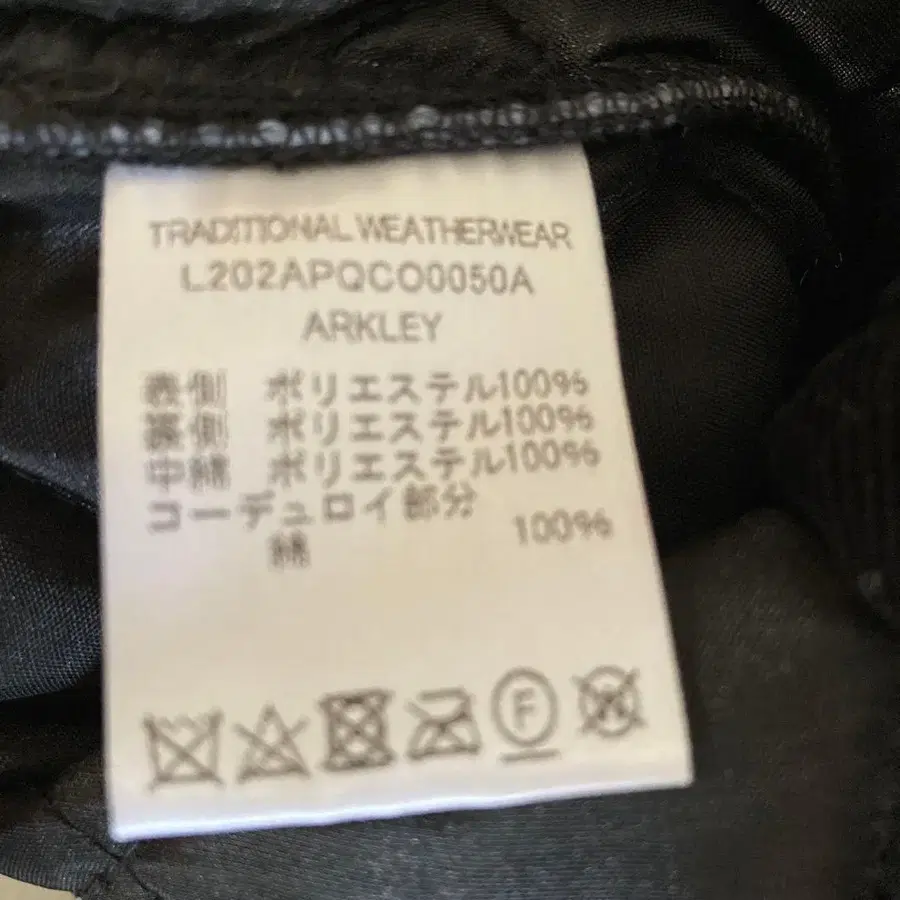 TRADITIONAL WEATHERWEAR
L202APQCO0050A
ARKLEY
表側 ポリエステル100%
裏側 ポリエステル100%
中綿 ポリエステル100%
コーデュロイ部分
綿 100%
F
W